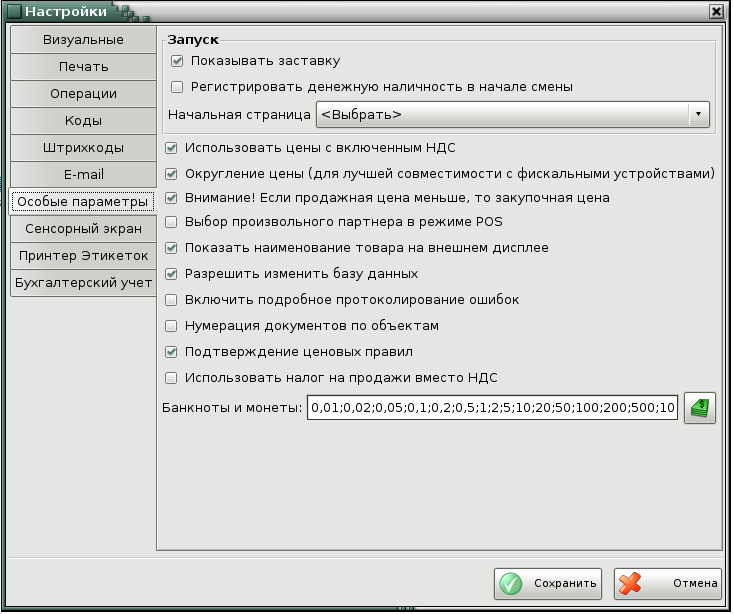 Настройки
Визуальные
Печать
Операции
Коды
Штрихкоды
E-mail
Особые параметры
Сенсорный экран
Принтер Этикеток
Бухгалтерский учет
Запуск
Показывать заставку
Регистрировать денежную наличность в начале смены
Начальная страница <Выбрать>
Использовать цены с включенным НДС
Округление цены (для лучшей совместимости с фискальными устройствами)
Внимание! Если продажная цена меньше, то закупочная цена
Выбор произвольного партнера в режиме POS
Показать наименование товара на внешнем дисплее
Разрешить изменить базу данных
Включить подробное протоколирование ошибок
Нумерация документов по объектам
Подтверждение ценовых правил
Использовать налог на продажи вместо НДС
Банкноты и монеты: 0,01;0,02;0,05;0,1;0,2;0,5;1;2;5;10;20;50;100;200;500;10
Сохранить Отмена